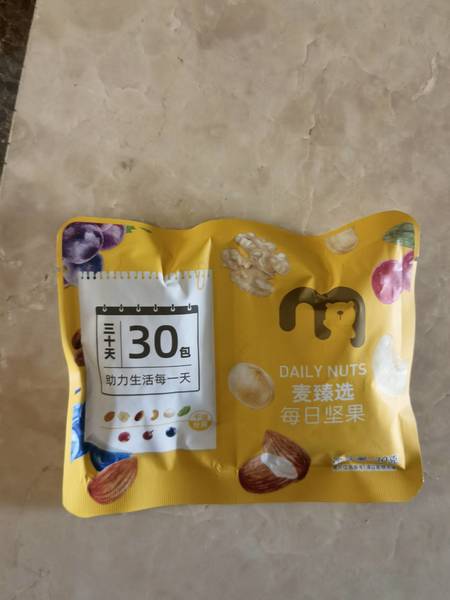 三十天
30包
助力生活每一天
DAILY NUTS
麦臻选
每日坚果